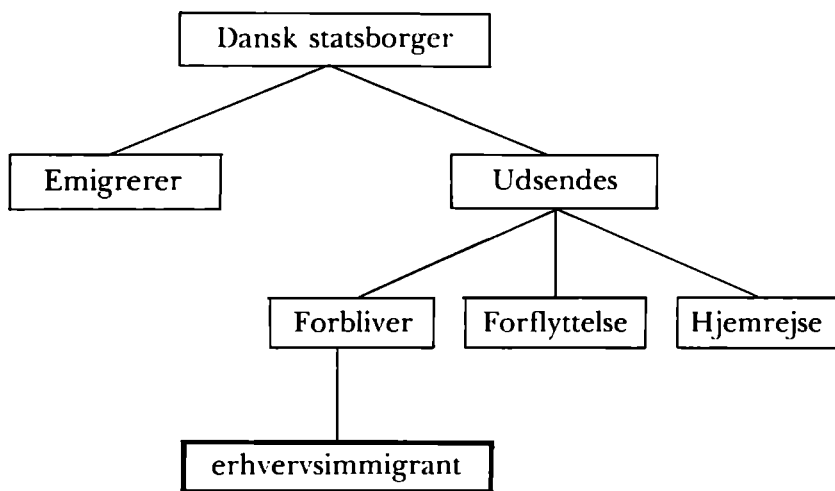 Dansk statsborger
Emigrerer
Udsendes
Forbliver
Forflyttelse
Hjemrejse
erhvervsimmigrant